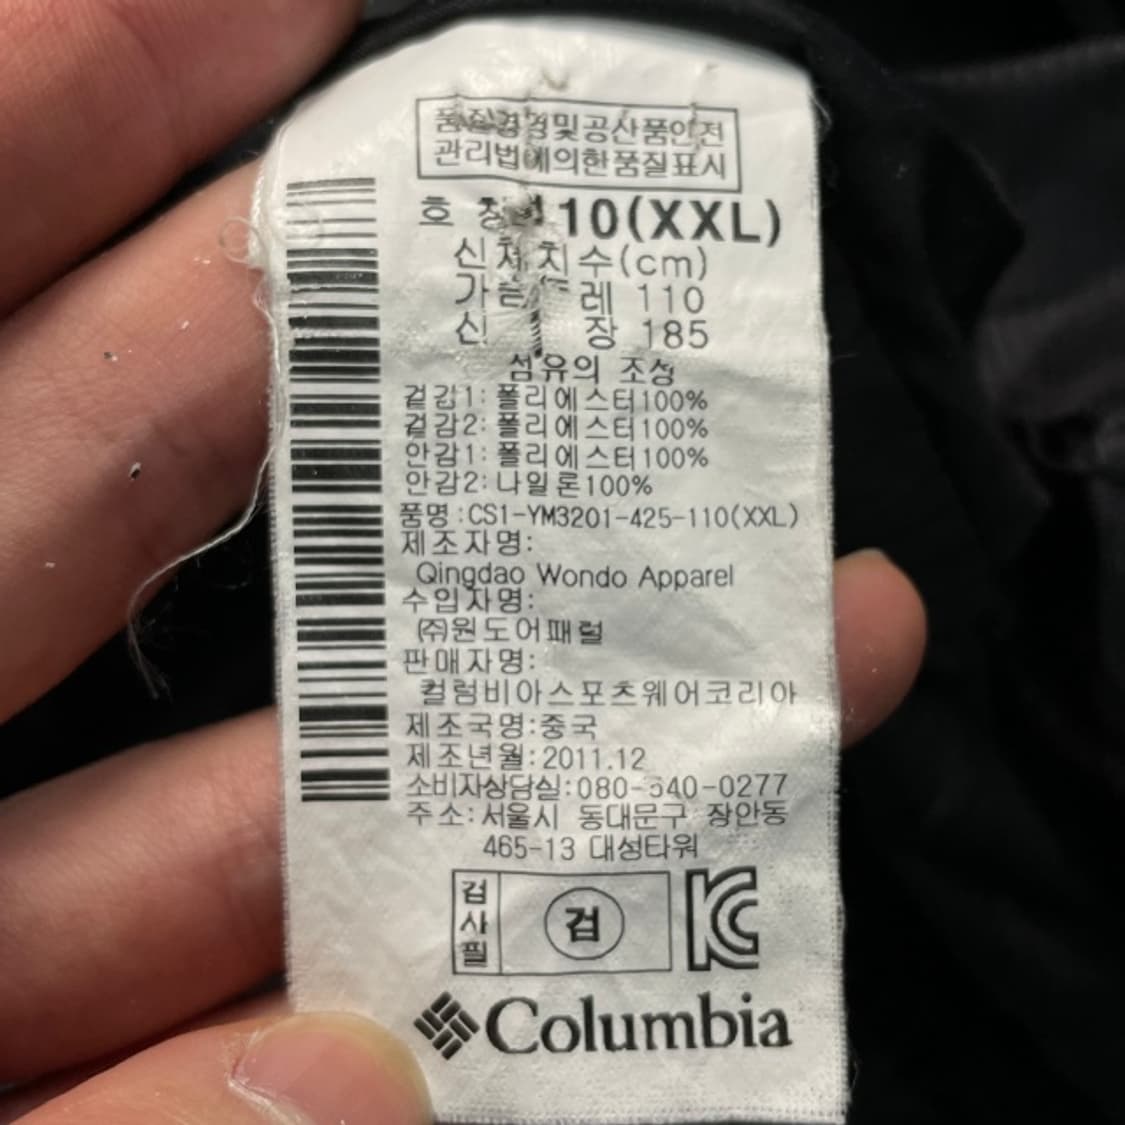 품질경영및공산품안전
관리법에의한품질표시
호 칭 110(XXL)
신체치수(cm)
가슴둘레 110
신 장 185
섬유의 조성
겉감1: 폴리에스터100%
겉감2: 폴리에스터100%
안감1: 폴리에스터100%
안감2: 나일론100%
품명:CS1-YM3201-425-110(XXL)
제조자명:
Qingdao Wondo Apparel
수입자명:
㈜원도어패럴
판매자명:
컬럼비아스포츠웨어코리아
제조국명:중국
제조년월:2011.12
소비자상담실:080-540-0277
주소:서울시 동대문구 장안동
465-13 대성타워
검사필
검
KC
Columbia